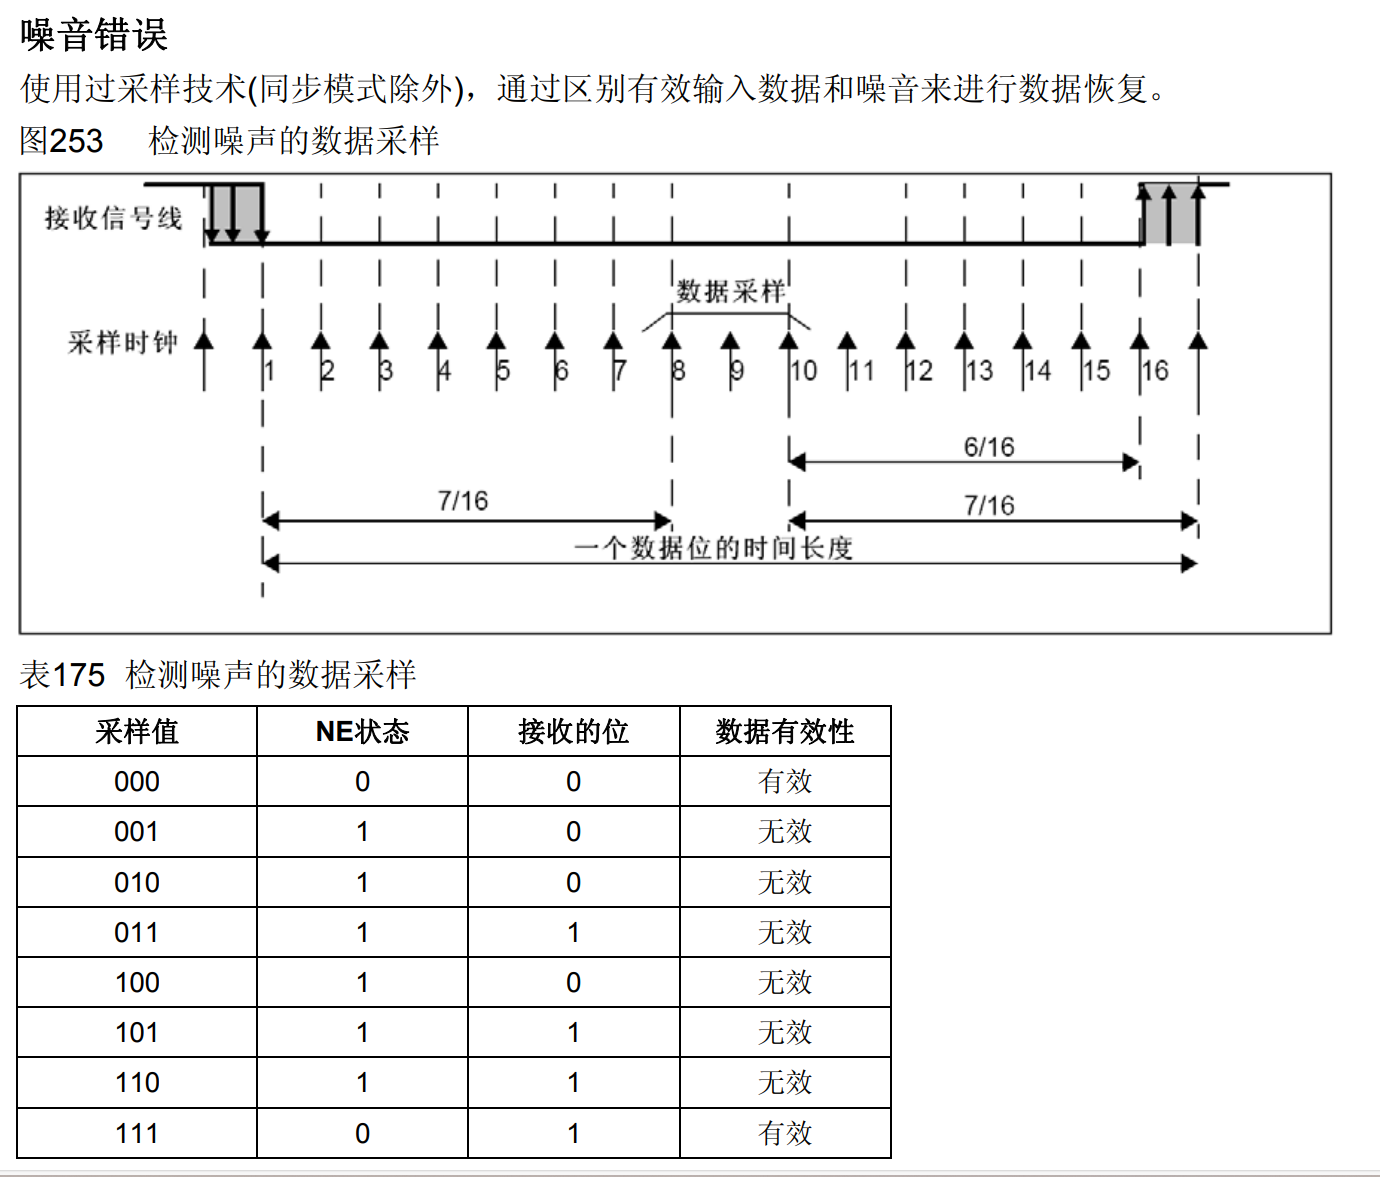 噪音错误
使用过采样技术(同步模式除外)，通过区别有效输入数据和噪音来进行数据恢复。
图253 检测噪声的数据采样
接收信号线
数据采样
采样时钟
1 2 3 4 5 6 7 8 9 10 11 12 13 14 15 16
6/16
7/16 7/16
一个数据位的时间长度
表175 检测噪声的数据采样
采样值 NE状态 接收的位 数据有效性
000 0 0 有效
001 1 0 无效
010 1 0 无效
011 1 1 无效
100 1 0 无效
101 1 1 无效
110 1 1 无效
111 0 1 有效